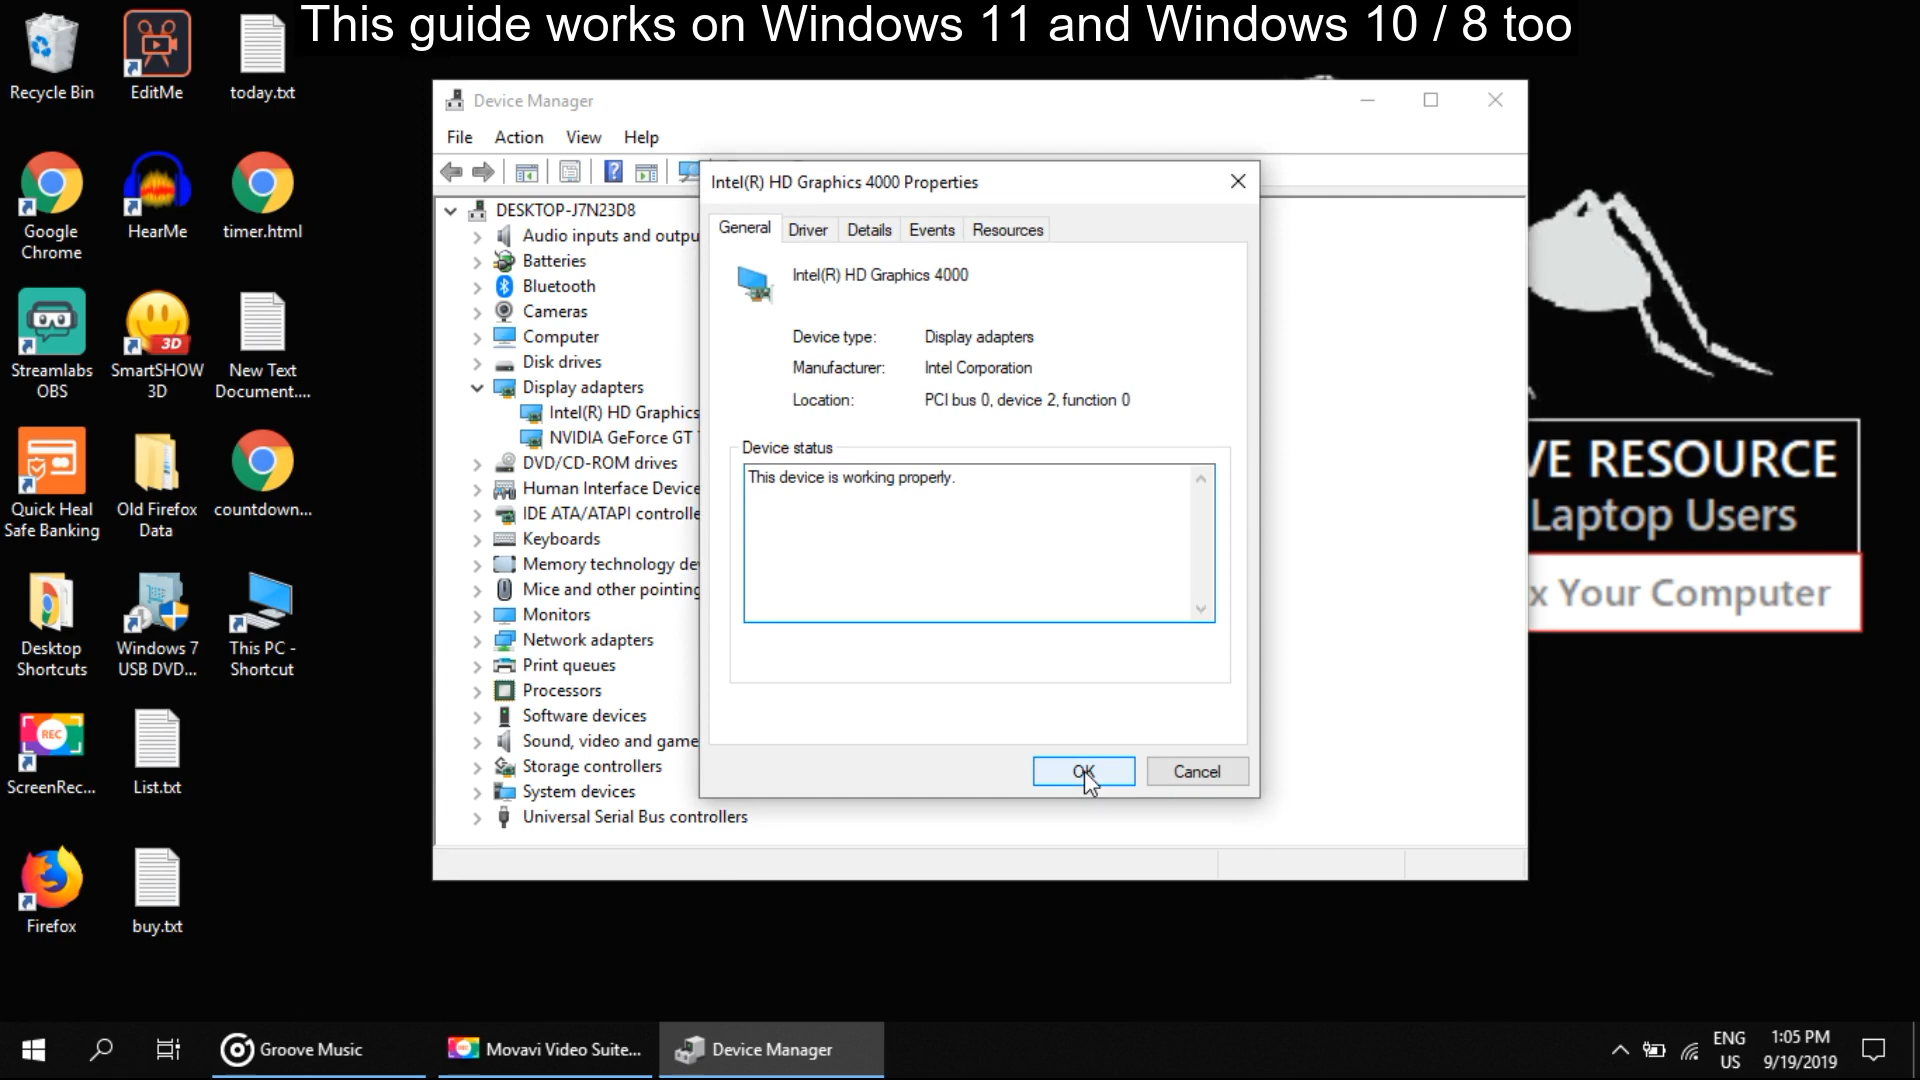 This guide works on Windows 11 and Windows 10 / 8 too
Recycle Bin
EditMe
today.txt
Google
Chrome
HearMe
timer.html
Streamlabs
OBS
3D
SmartSHOW
3D
New Text
Document....
Quick Heal
Safe Banking
Old Firefox
Data
countdown...
Desktop
Shortcuts
Windows 7
USB DVD...
This PC -
Shortcut
REC
ScreenRec...
List.txt
Firefox
buy.txt
Device Manager
File Action View Help
DESKTOP-J7N23D8
Audio inputs and outpu
Batteries
Bluetooth
Cameras
Computer
Disk drives
Display adapters
Intel(R) HD Graphics
NVIDIA GeForce GT
DVD/CD-ROM drives
Human Interface Device
IDE ATA/ATAPI controlle
Keyboards
Memory technology de
Mice and other pointing
Monitors
Network adapters
Print queues
Processors
Software devices
Sound, video and game
Storage controllers
System devices
Universal Serial Bus controllers
Intel(R) HD Graphics 4000 Properties
General Driver Details Events Resources
Intel(R) HD Graphics 4000
Device type: Display adapters
Manufacturer: Intel Corporation
Location: PCI bus 0, device 2, function 0
Device status
This device is working properly.
OK Cancel
VE RESOURCE
Laptop Users
x Your Computer
Groove Music
REC
Movavi Video Suite...
Device Manager
ENG
US
1:05 PM
9/19/2019